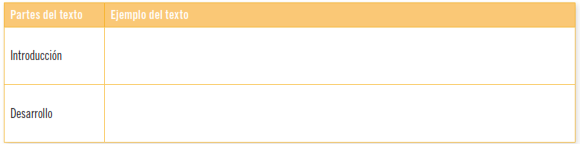 Partes del texto Ejemplo del texto
Introducción
Desarrollo